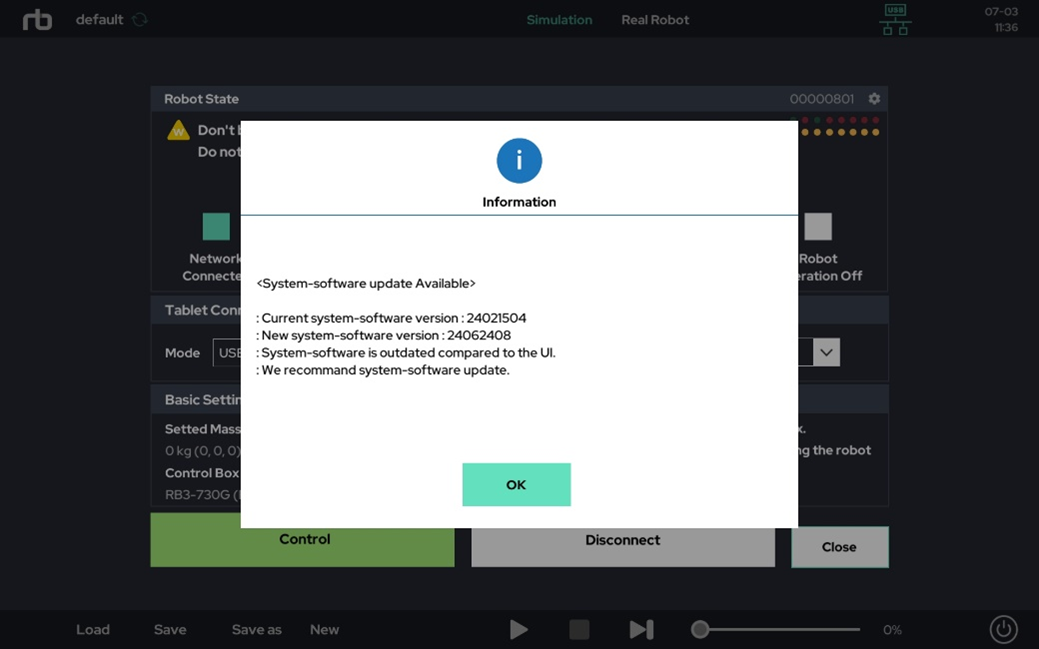 rb default Simulation Real Robot USB 07-03
11:36
Robot State 00000801
W Don't
Do not
i
Information
Network Robot
Connecte eration Off
<System-software update Available>
Tablet Con
: Current system-software version : 24021504
: New system-software version : 24062408
Mode USB : System-software is outdated compared to the UI.
: We recommand system-software update.
Basic Settin
Setted Mass x.
0 kg (0, 0, 0) ng the robot
Control Box
OK
RB3-730G (
Control Disconnect Close
Load Save Save as New 0%